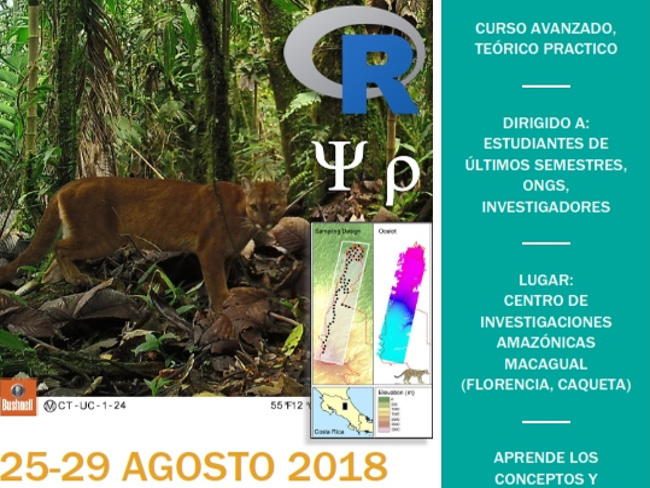 R
Ψ ρ
Sampling Design
Ocelot
Elevation (m)
Costa Rica
Bushnell
Ⓜ CT-UC-1-24
55°F12
25-29 AGOSTO 2018
CURSO AVANZADO,
TEÓRICO PRACTICO
DIRIGIDO A:
ESTUDIANTES DE
ÚLTIMOS SEMESTRES,
ONGS,
INVESTIGADORES
LUGAR:
CENTRO DE
INVESTIGACIONES
AMAZÓNICAS
MACAGUAL
(FLORENCIA, CAQUETA)
APRENDE LOS
CONCEPTOS Y